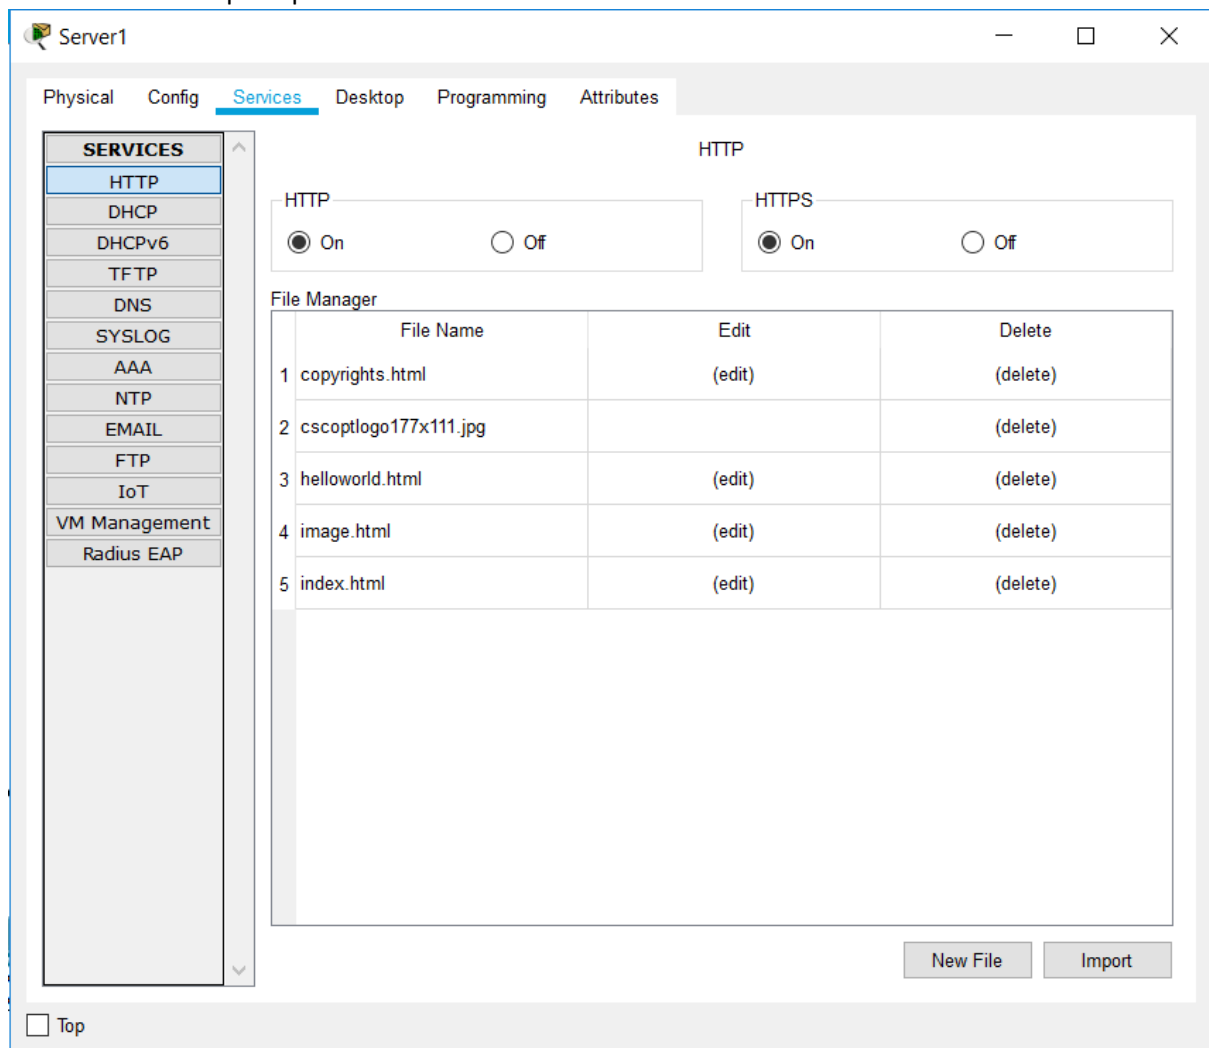 Server1
Physical Config Services Desktop Programming Attributes
SERVICES
HTTP
DHCP
DHCPv6
TFTP
DNS
SYSLOG
AAA
NTP
EMAIL
FTP
IoT
VM Management
Radius EAP
HTTP
HTTP
On Off
HTTPS
On Off
File Manager
File Name Edit Delete
1 copyrights.html (edit) (delete)
2 cscoptlogo177x111.jpg (delete)
3 helloworld.html (edit) (delete)
4 image.html (edit) (delete)
5 index.html (edit) (delete)
New File Import
Top